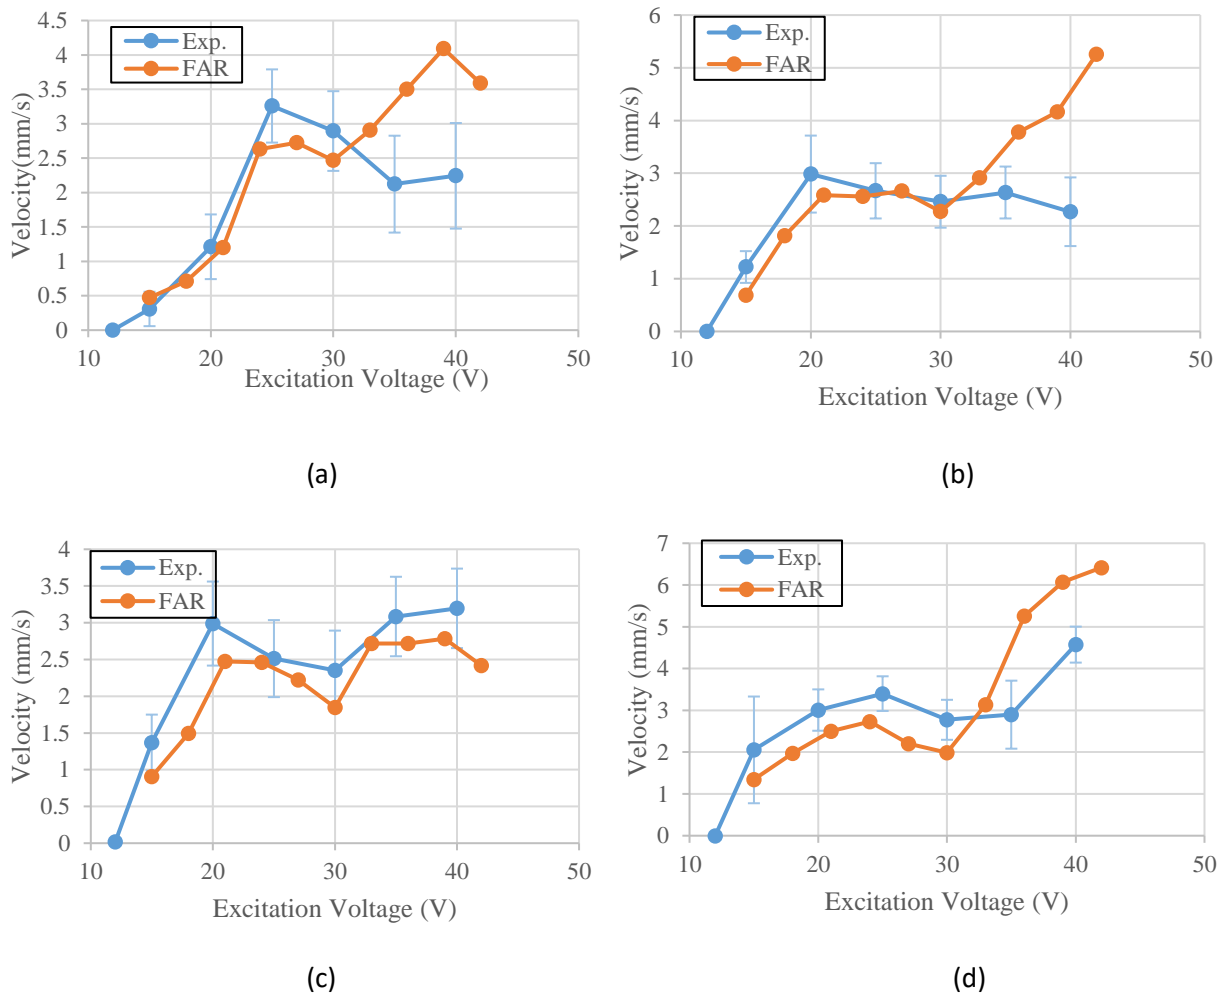 4.5
4
3.5
3
2.5
2
1.5
1
0.5
0
10 20 30 40 50
Velocity(mm/s)
Excitation Voltage (V)
Exp.
FAR
(a)
6
5
4
3
2
1
0
10 20 30 40 50
Velocity (mm/s)
Excitation Voltage (V)
Exp.
FAR
(b)
4
3.5
3
2.5
2
1.5
1
0.5
0
10 20 30 40 50
Velocity (mm/s)
Excitation Voltage (V)
Exp.
FAR
(c)
7
6
5
4
3
2
1
0
10 20 30 40 50
Velocity (mm/s)
Excitation Voltage (V)
Exp.
FAR
(d)